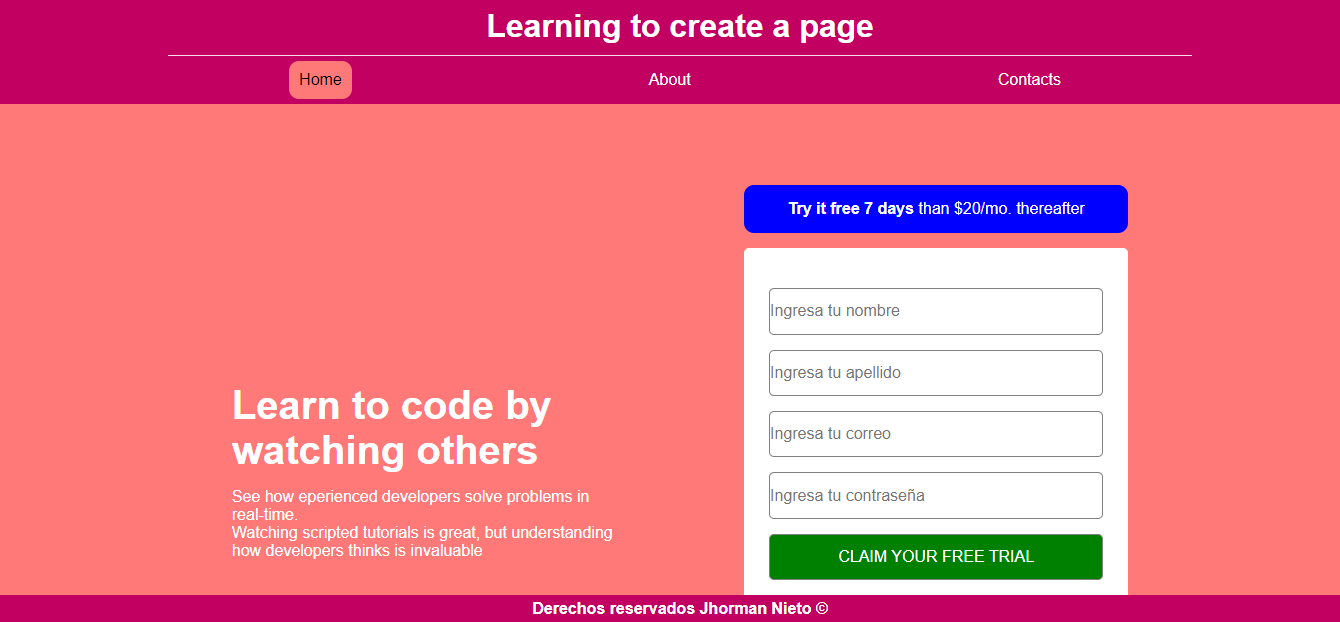 Learning to create a page
Home
About
Contacts
Learn to code by
watching others
See how eperienced developers solve problems in
real-time.
Watching scripted tutorials is great, but understanding
how developers thinks is invaluable
Try it free 7 days than $20/mo. thereafter
Ingresa tu nombre
Ingresa tu apellido
Ingresa tu correo
Ingresa tu contraseña
CLAIM YOUR FREE TRIAL
Derechos reservados Jhorman Nieto ©